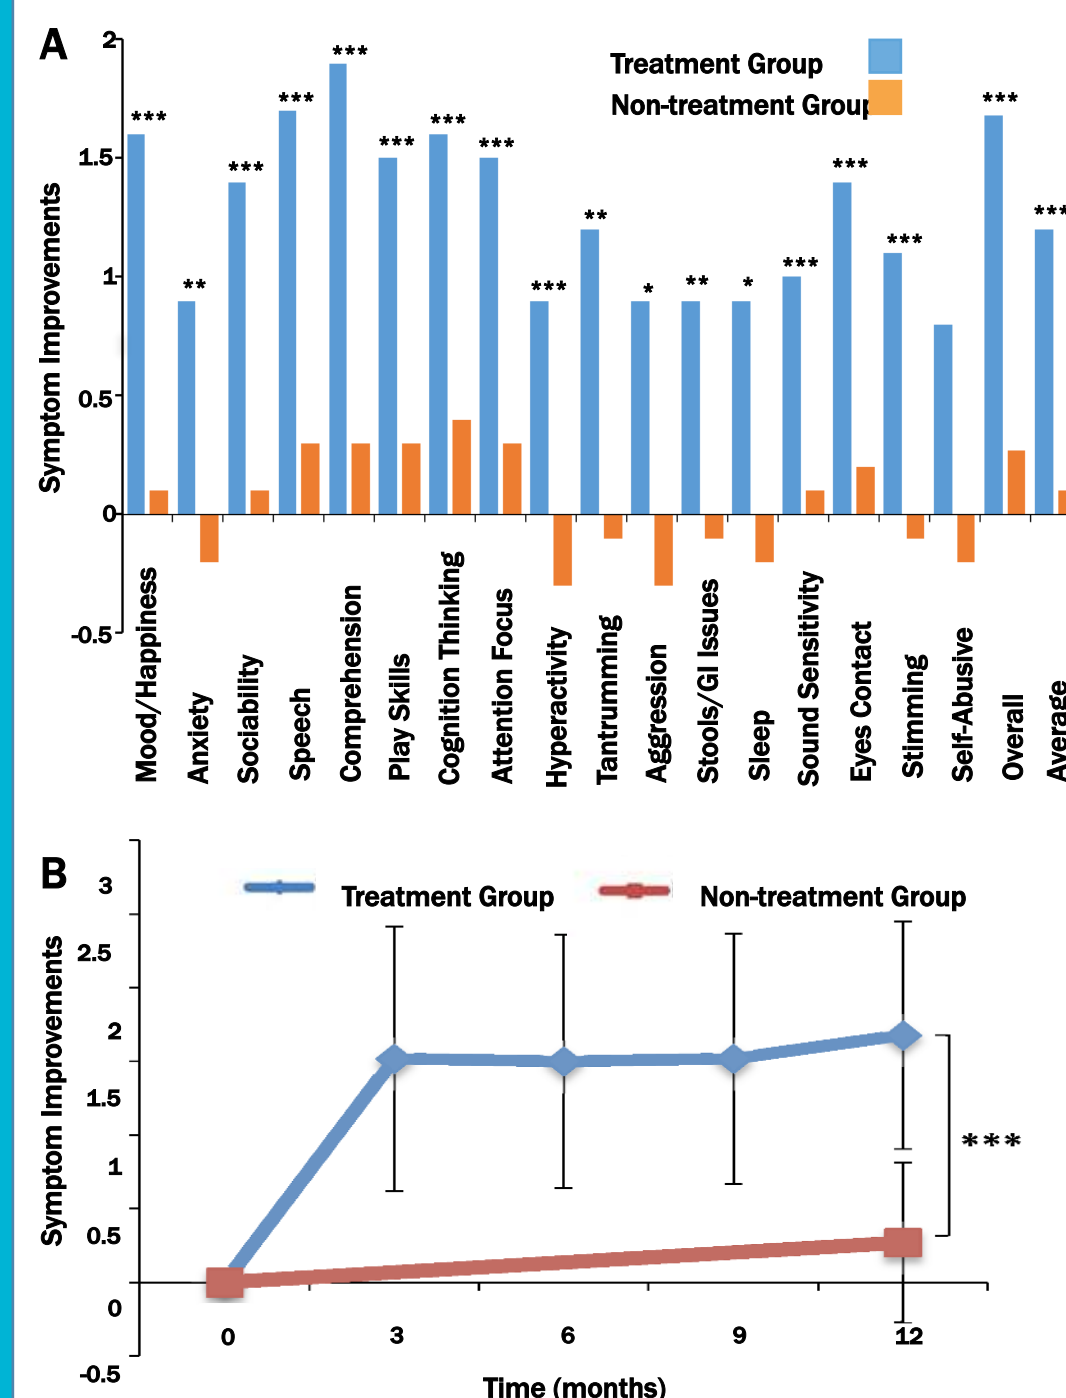 A
2
1.5
1
0.5
0
-0.5
Symptom Improvements
Treatment Group
Non-treatment Group
***
**
***
***
***
***
***
***
***
**
*
**
*
***
***
***
***
***
Mood/Happiness
Anxiety
Sociability
Speech
Comprehension
Play Skills
Cognition Thinking
Attention Focus
Hyperactivity
Tantrumming
Aggression
Stools/GI Issues
Sleep
Sound Sensitivity
Eyes Contact
Stimming
Self-Abusive
Overall
Average
B
Treatment Group
Non-treatment Group
3
2.5
2
1.5
1
0.5
0
-0.5
Symptom Improvements
***
0 3 6 9 12
Time (months)